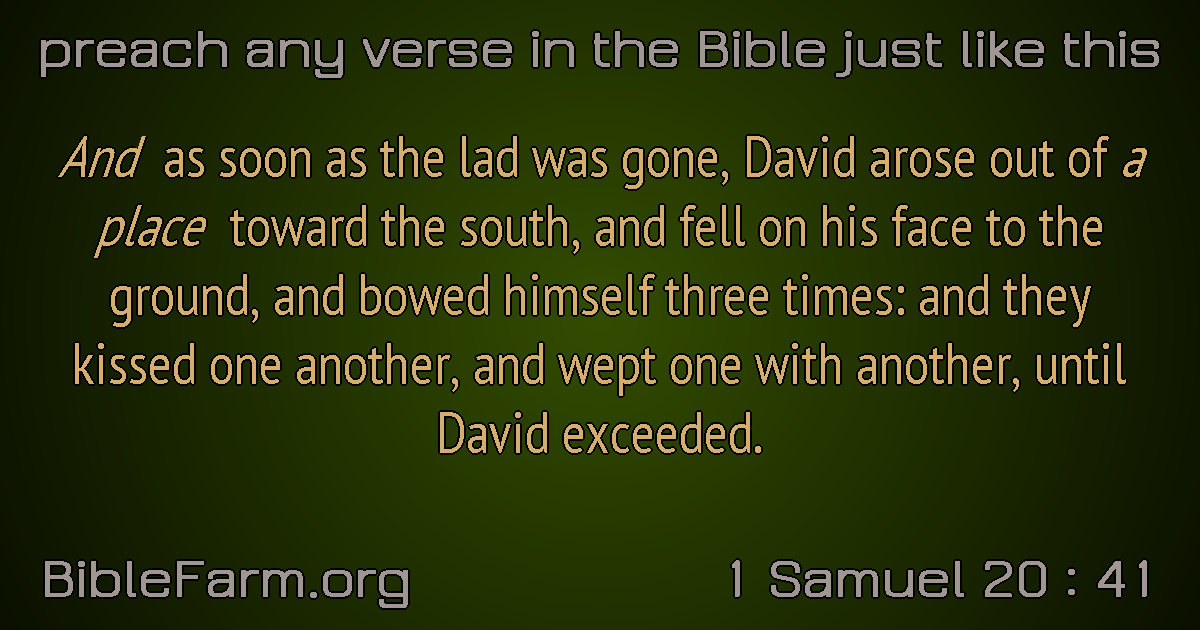 preach any verse in the Bible just like this
And as soon as the lad was gone, David arose out of a
place toward the south, and fell on his face to the
ground, and bowed himself three times: and they
kissed one another, and wept one with another, until
David exceeded.
BibleFarm.org
1 Samuel 20 : 41